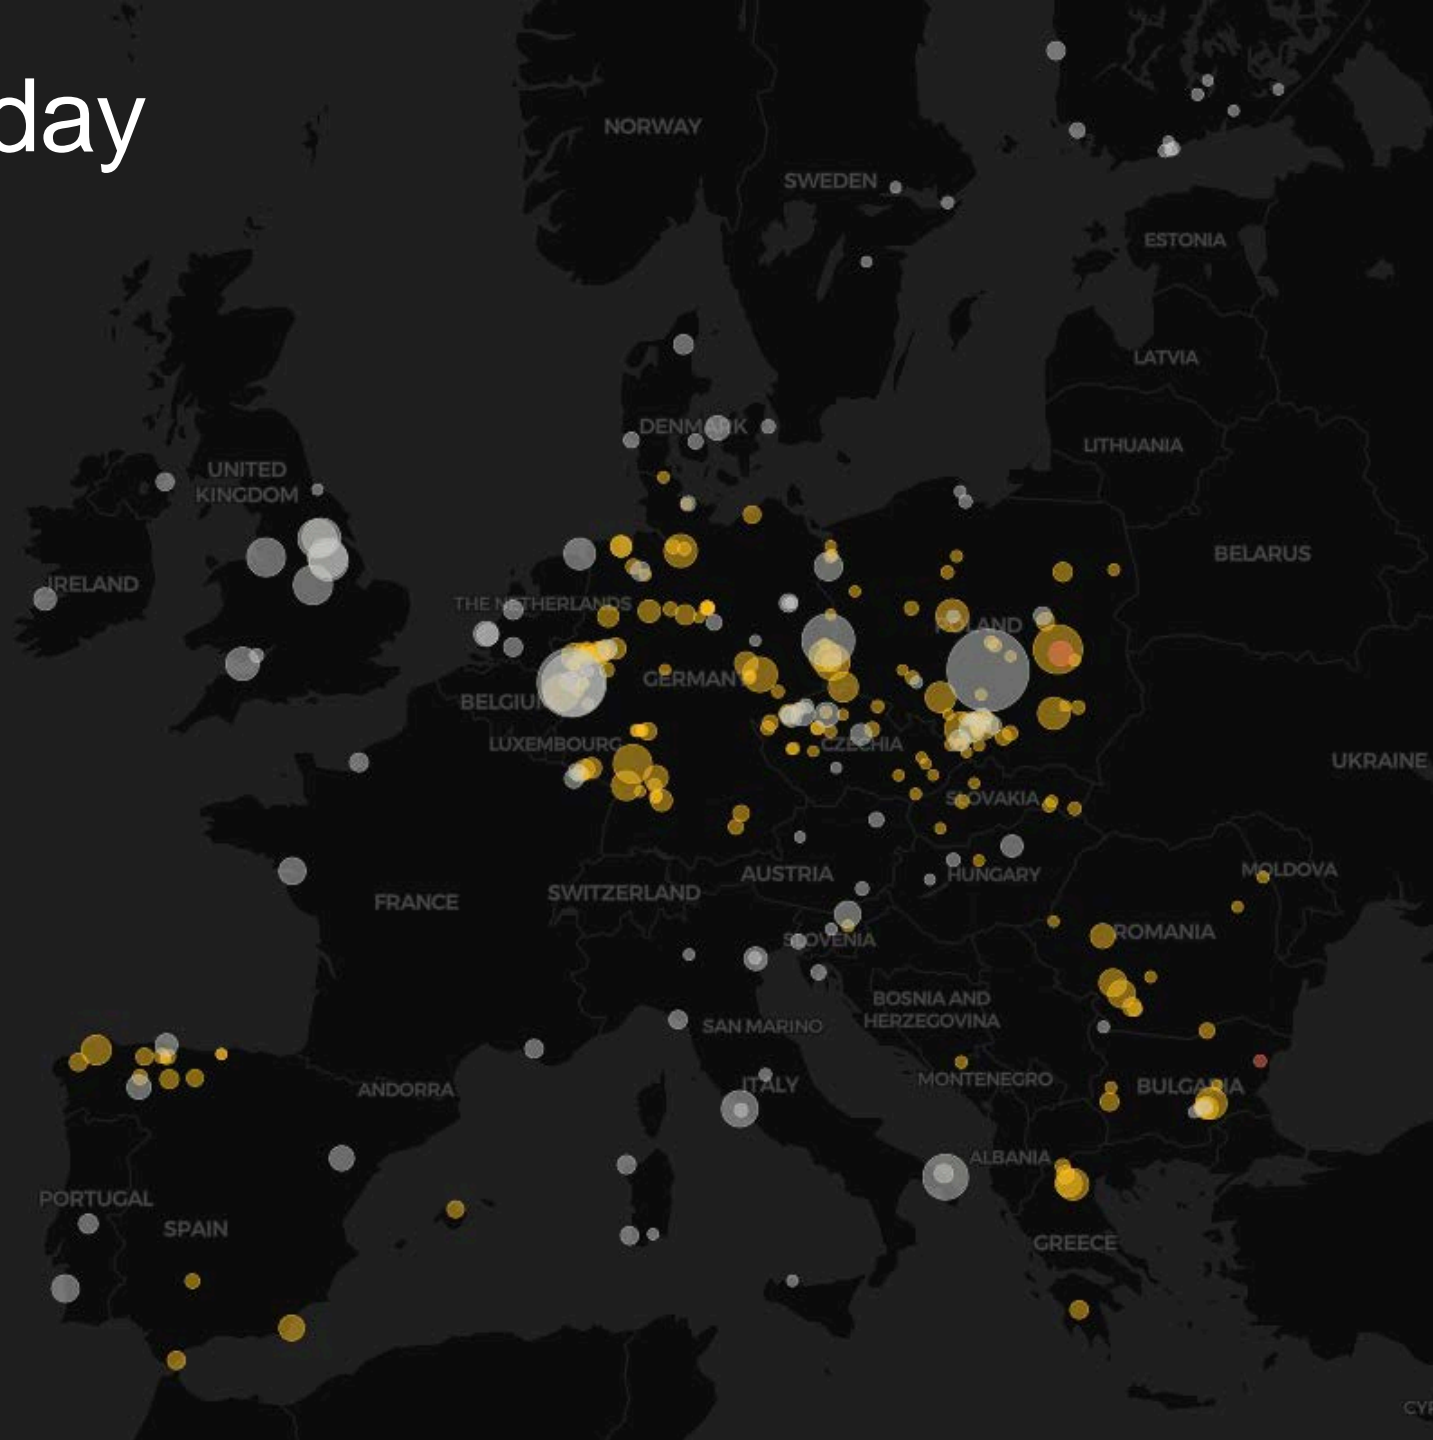 day
NORWAY
SWEDEN
ESTONIA
LATVIA
DENMARK
LITHUANIA
UNITED
KINGDOM
BELARUS
IRELAND
THE NETHERLANDS
POLAND
GERMANY
BELGIUM
LUXEMBOURG
CZECHIA
UKRAINE
SLOVAKIA
MOLDOVA
AUSTRIA
HUNGARY
SWITZERLAND
FRANCE
ROMANIA
SLOVENIA
BOSNIA AND
HERZEGOVINA
SAN MARINO
MONTENEGRO
ITALY
BULGARIA
ANDORRA
ALBANIA
PORTUGAL
SPAIN
GREECE
CYP